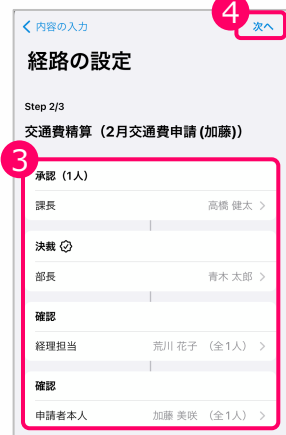 4
内容の入力
次へ
経路の設定
Step 2/3
交通費精算（2月交通費申請 (加藤)）
3
承認（1人）
課長 高橋 健太
決裁
部長 青木 太郎
確認
経理担当 荒川 花子 （全1人）
確認
申請者本人 加藤 美咲 （全1人）